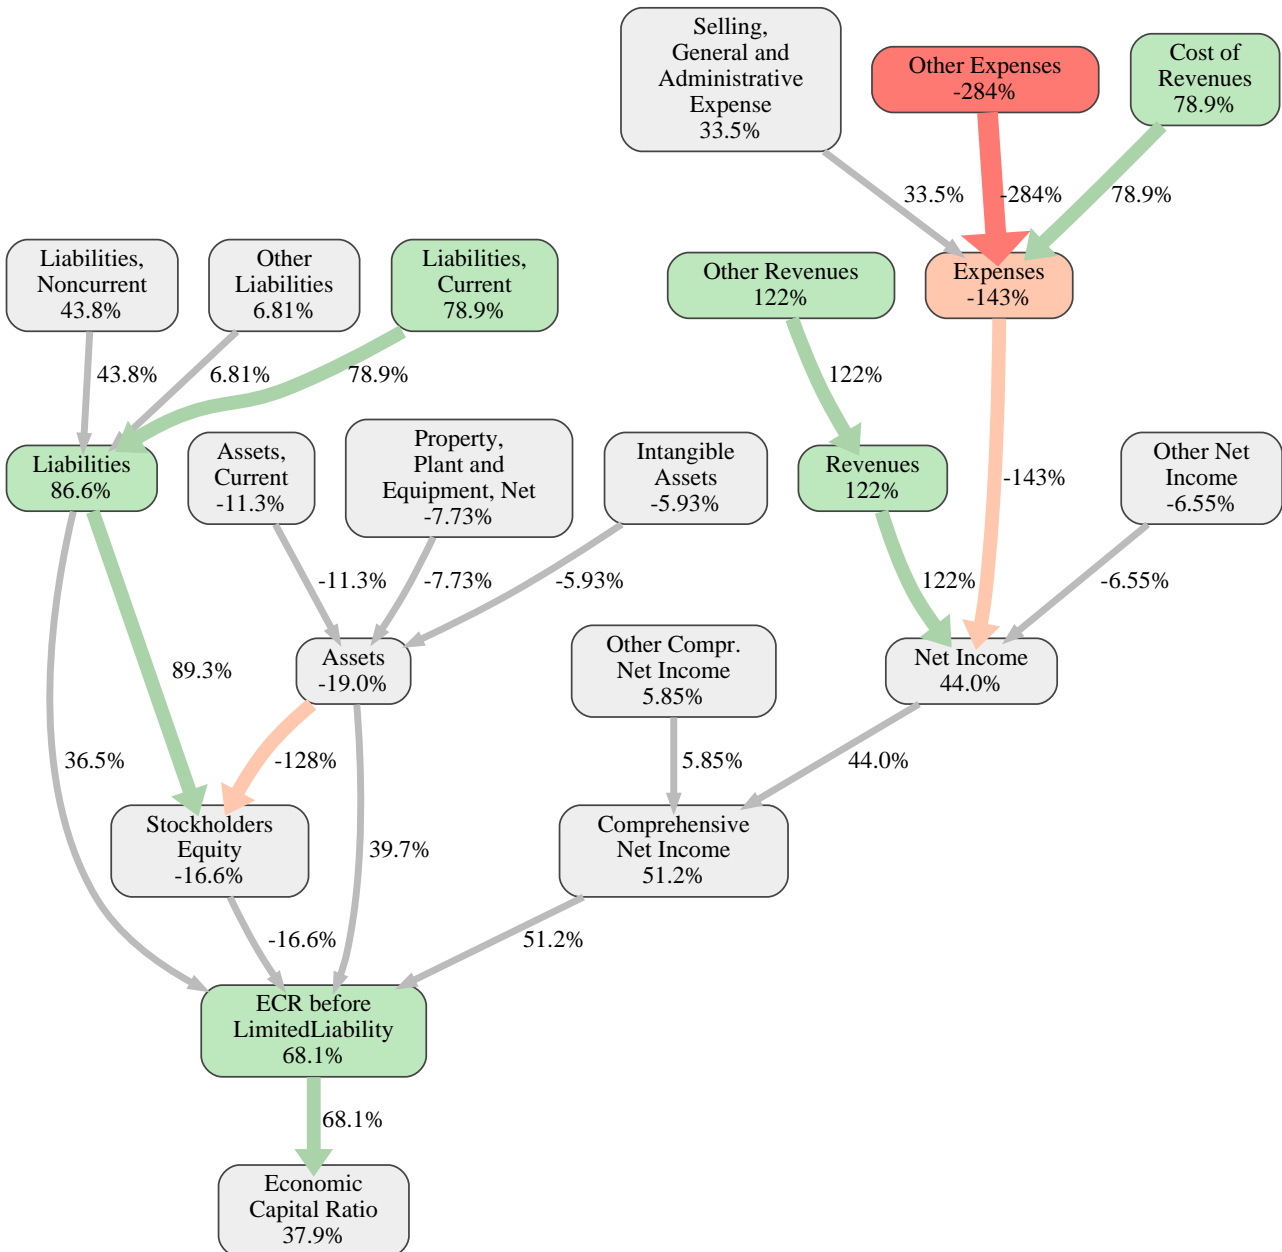 Selling,
General and
Administrative
Expense
33.5%
Other Expenses
-284%
Cost of
Revenues
78.9%
33.5%
-284%
78.9%
Liabilities,
Noncurrent
43.8%
Other
Liabilities
6.81%
Liabilities,
Current
78.9%
Other Revenues
122%
Expenses
-143%
43.8%
6.81%
78.9%
122%
-143%
Liabilities
86.6%
Assets,
Current
-11.3%
Property,
Plant and
Equipment, Net
-7.73%
Intangible
Assets
-5.93%
Revenues
122%
Other Net
Income
-6.55%
-11.3%
-7.73%
-5.93%
122%
-6.55%
89.3%
Assets
-19.0%
Other Compr.
Net Income
5.85%
Net Income
44.0%
36.5%
-128%
5.85%
44.0%
Stockholders
Equity
-16.6%
39.7%
Comprehensive
Net Income
51.2%
-16.6%
51.2%
ECR before
LimitedLiability
68.1%
68.1%
Economic
Capital Ratio
37.9%